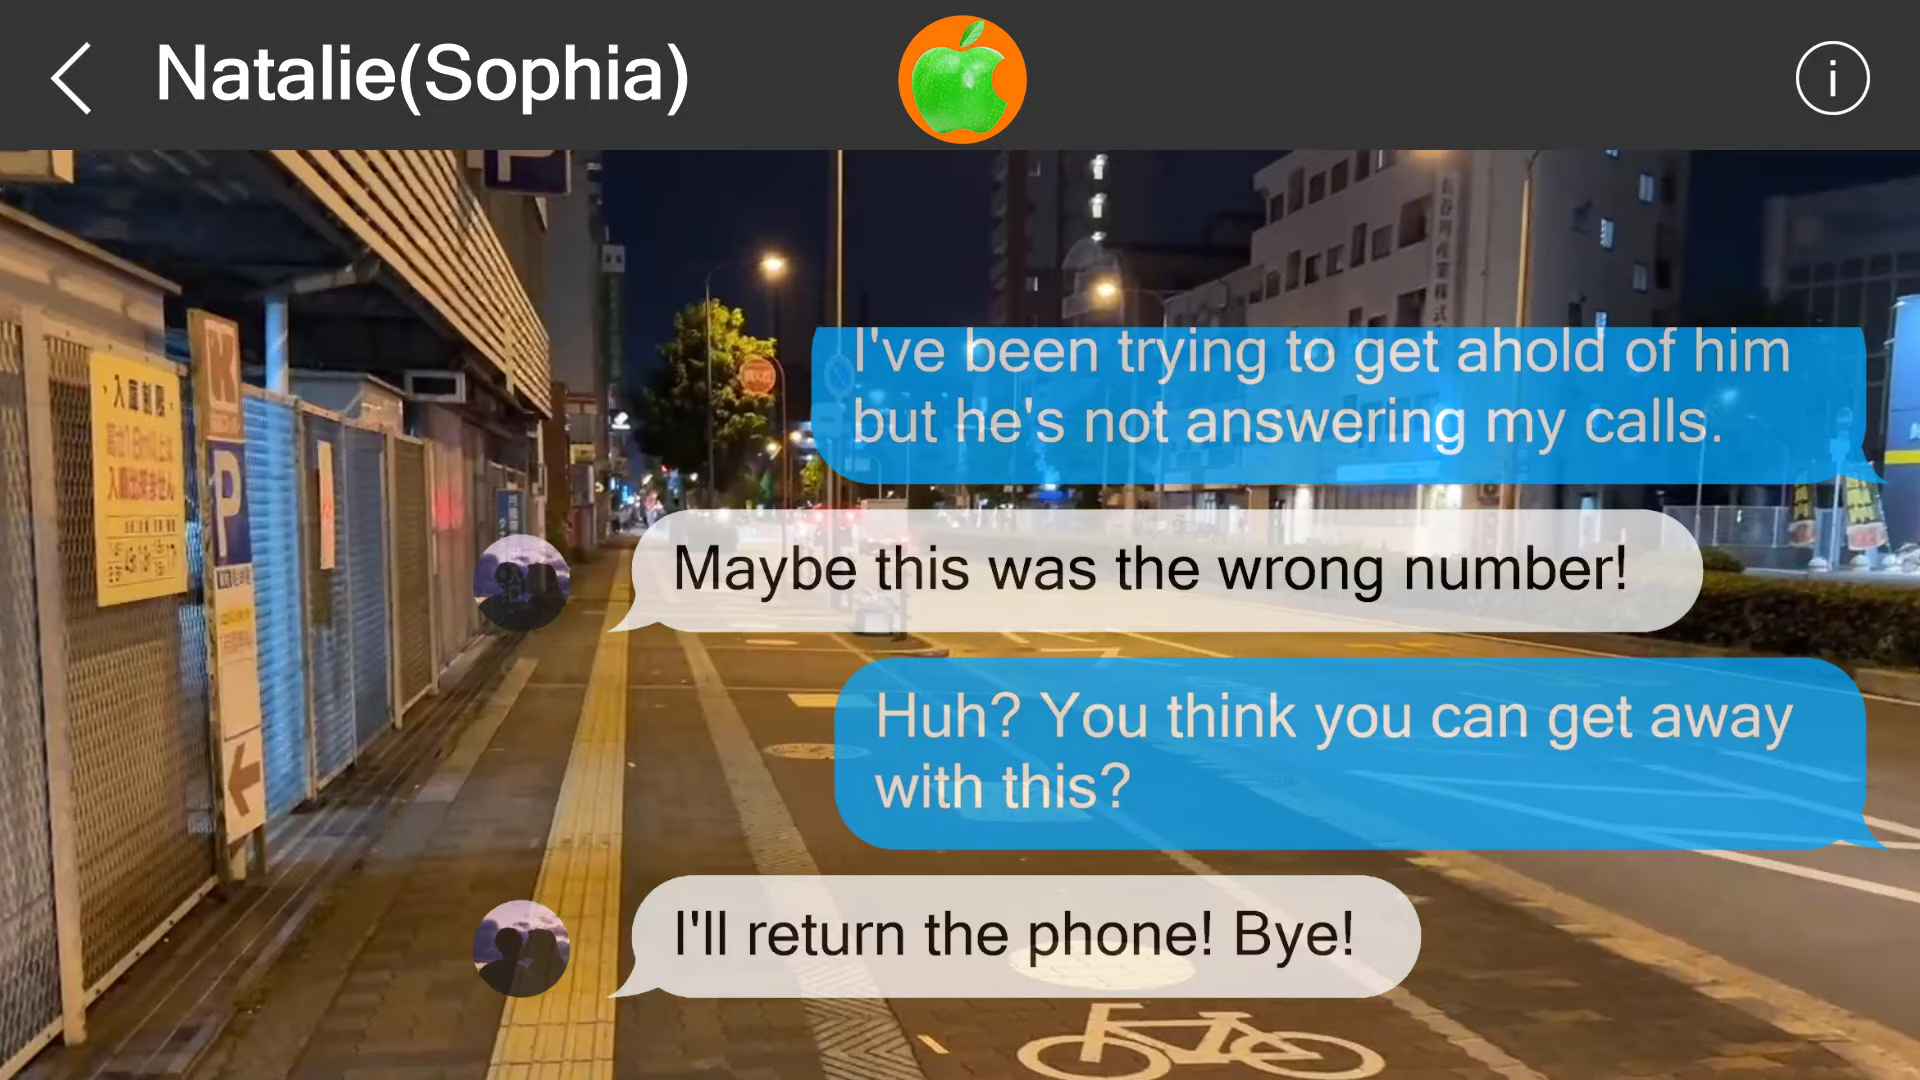 Natalie(Sophia)
i
P
I've been trying to get ahold of him
but he's not answering my calls.
Maybe this was the wrong number!
Huh? You think you can get away
with this?
I'll return the phone! Bye!
入庫制限
K
P